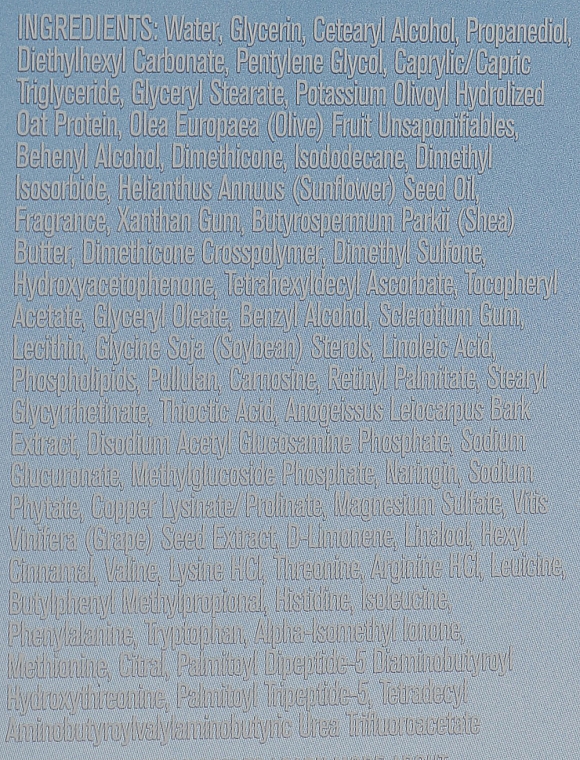 INGREDIENTS: Water, Glycerin, Cetearyl Alcohol, Propanediol,
Diethylhexyl Carbonate, Pentylene Glycol, Caprylic/Capric
Triglyceride, Glyceryl Stearate, Potassium Olivoyl Hydrolized
Oat Protein, Olea Europaea (Olive) Fruit Unsaponifiables,
Behenyl Alcohol, Dimethicone, Isododecane, Dimethyl
Isosorbide, Helianthus Annuus (Sunflower) Seed Oil,
Fragrance, Xanthan Gum, Butyrospermum Parkii (Shea)
Butter, Dimethicone Crosspolymer, Dimethyl Sulfone,
Hydroxyacetophenone, Tetrahexyldecyl Ascorbate, Tocopheryl
Acetate, Glyceryl Oleate, Benzyl Alcohol, Sclerotium Gum,
Lecithin, Glycine Soja (Soybean) Sterols, Linoleic Acid,
Phospholipids, Pullulan, Carnosine, Retinyl Palmitate, Stearyl
Glycyrrhetinate, Thioctic Acid, Anogeissus Leiocarpus Bark
Extract, Disodium Acetyl Glucosamine Phosphate, Sodium
Glucuronate, Methylglucoside Phosphate, Naringin, Sodium
Phytate, Copper Lysinate/Prolinate, Magnesium Sulfate, Vitis
Vinifera (Grape) Seed Extract, D-Limonene, Linalool, Hexyl
Cinnamal, Valine, Lysine HCl, Threonine, Arginine HCl, Leucine,
Butylphenyl Methylpropional, Histidine, Isoleucine,
Phenylalanine, Tryptophan, Alpha-Isomethyl Ionone,
Methionine, Citral, Palmitoyl Dipeptide-5 Diaminobutyroyl
Hydroxythreonine, Palmitoyl Tripeptide-5, Tetradecyl
Aminobutyroylvalylaminobutyric Urea Trifluoroacetate